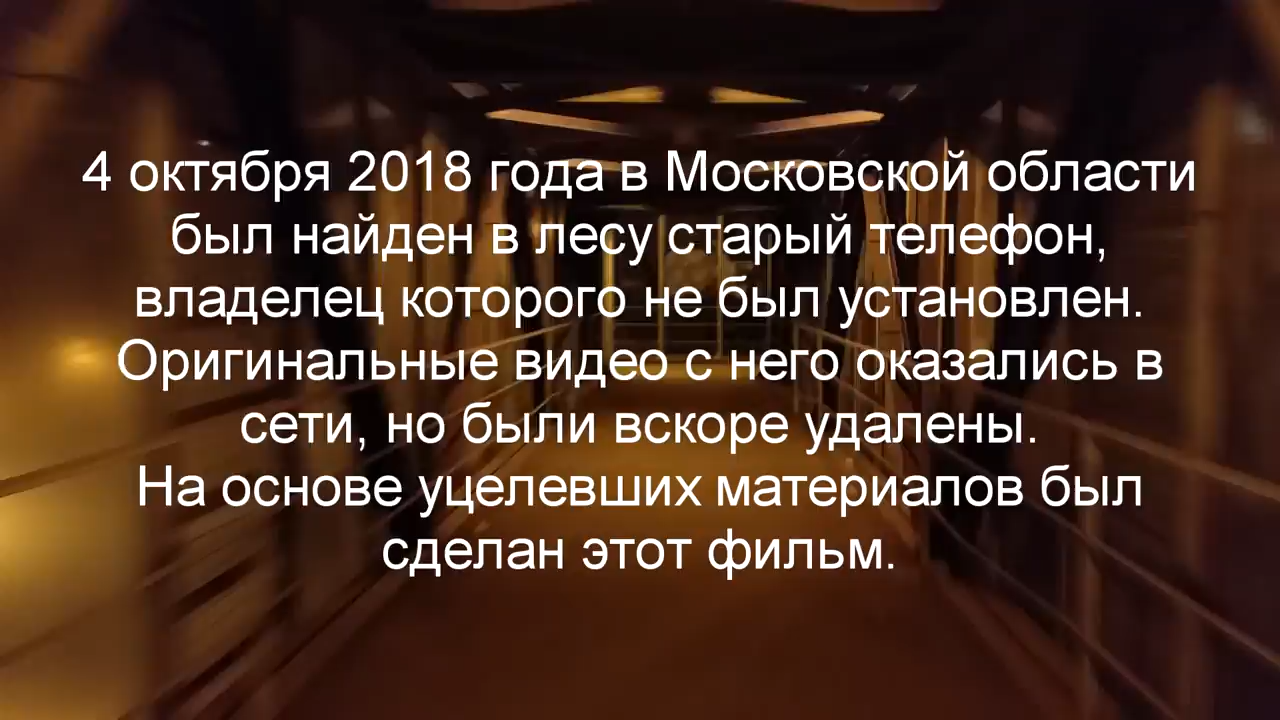 4 октября 2018 года в Московской области
был найден в лесу старый телефон,
владелец которого не был установлен.
Оригинальные видео с него оказались в
сети, но были вскоре удалены.
На основе уцелевших материалов был
сделан этот фильм.